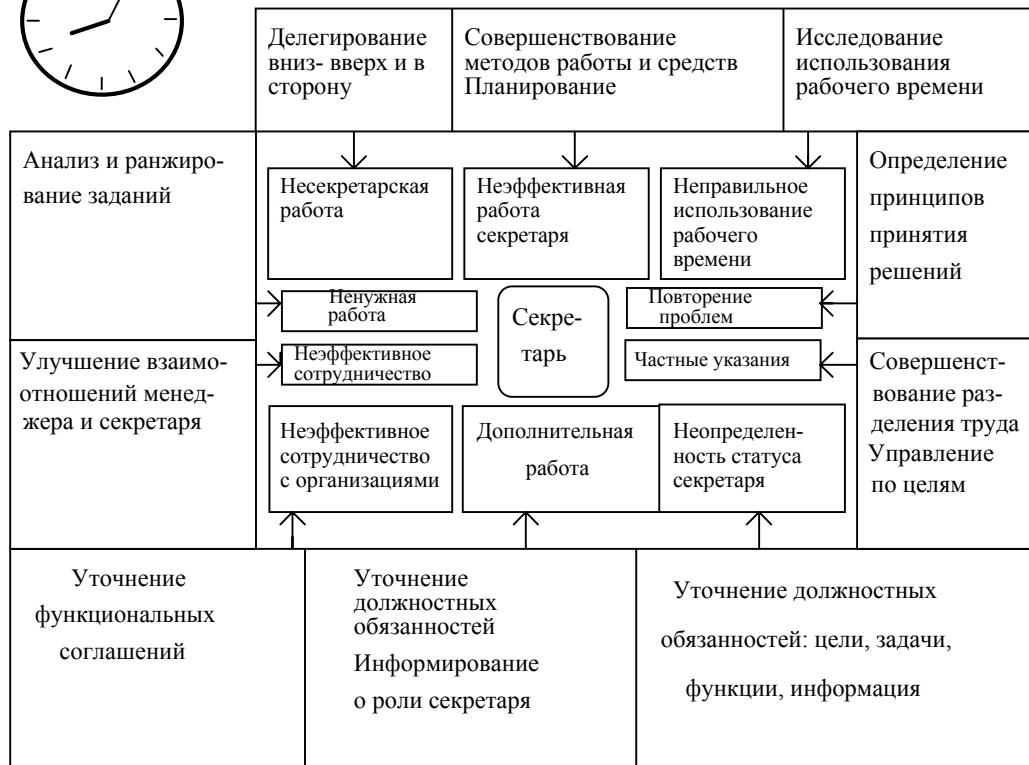 Делегирование
вниз- вверх и в
сторону
Совершенствование
методов работы и средств
Планирование
Исследование
использования
рабочего времени
Анализ и ранжиро-
вание заданий
Несекретарская
работа
Неэффективная
работа
секретаря
Неправильное
использование
рабочего
времени
Определение
принципов
принятия
решений
Ненужная
работа
Секре-
тарь
Повторение
проблем
Улучшение взаимо-
отношений менед-
жера и секретаря
Неэффективное
сотрудничество
Частные указания
Совершенст-
вование раз-
деления труда
Управление
по целям
Неэффективное
сотрудничество
с организациями
Дополнительная
работа
Неопределен-
ность статуса
секретаря
Уточнение
функциональных
соглашений
Уточнение
должностных
обязанностей
Информирование
о роли секретаря
Уточнение должностных
обязанностей: цели, задачи,
функции, информация